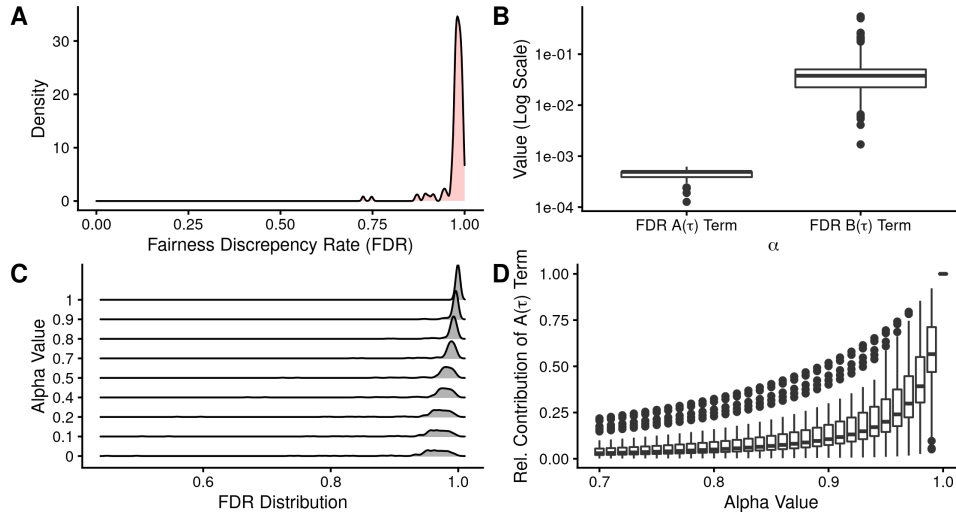 A
Density
30
20
10
0
0.00 0.25 0.50 0.75 1.00
Fairness Discrepency Rate (FDR)
B
Value (Log Scale)
1e-01
1e-02
1e-03
1e-04
FDR A(τ) Term FDR B(τ) Term
α
C
Alpha Value
1
0.9
0.8
0.7
0.5
0.4
0.2
0.1
0
0.6 0.8 1.0
FDR Distribution
D
Rel. Contribution of A(τ) Term
1.00
0.75
0.50
0.25
0.00
0.7 0.8 0.9 1.0
Alpha Value